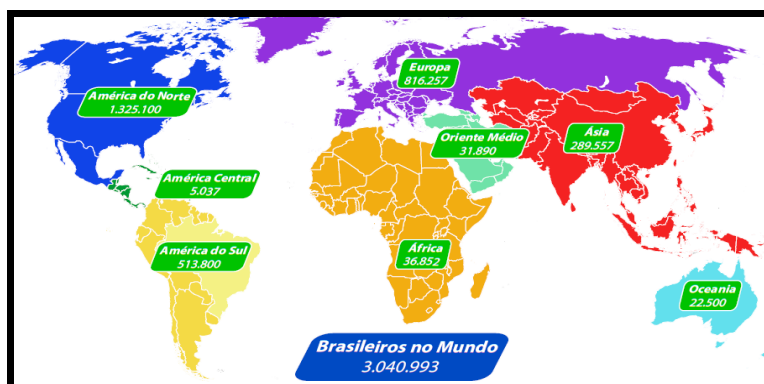 Europa
816.257
América do Norte
1.325.100
Oriente Médio
31.890
Ásia
289.557
América Central
5.037
América do Sul
513.800
África
36.852
Oceania
22.500
Brasileiros no Mundo
3.040.993